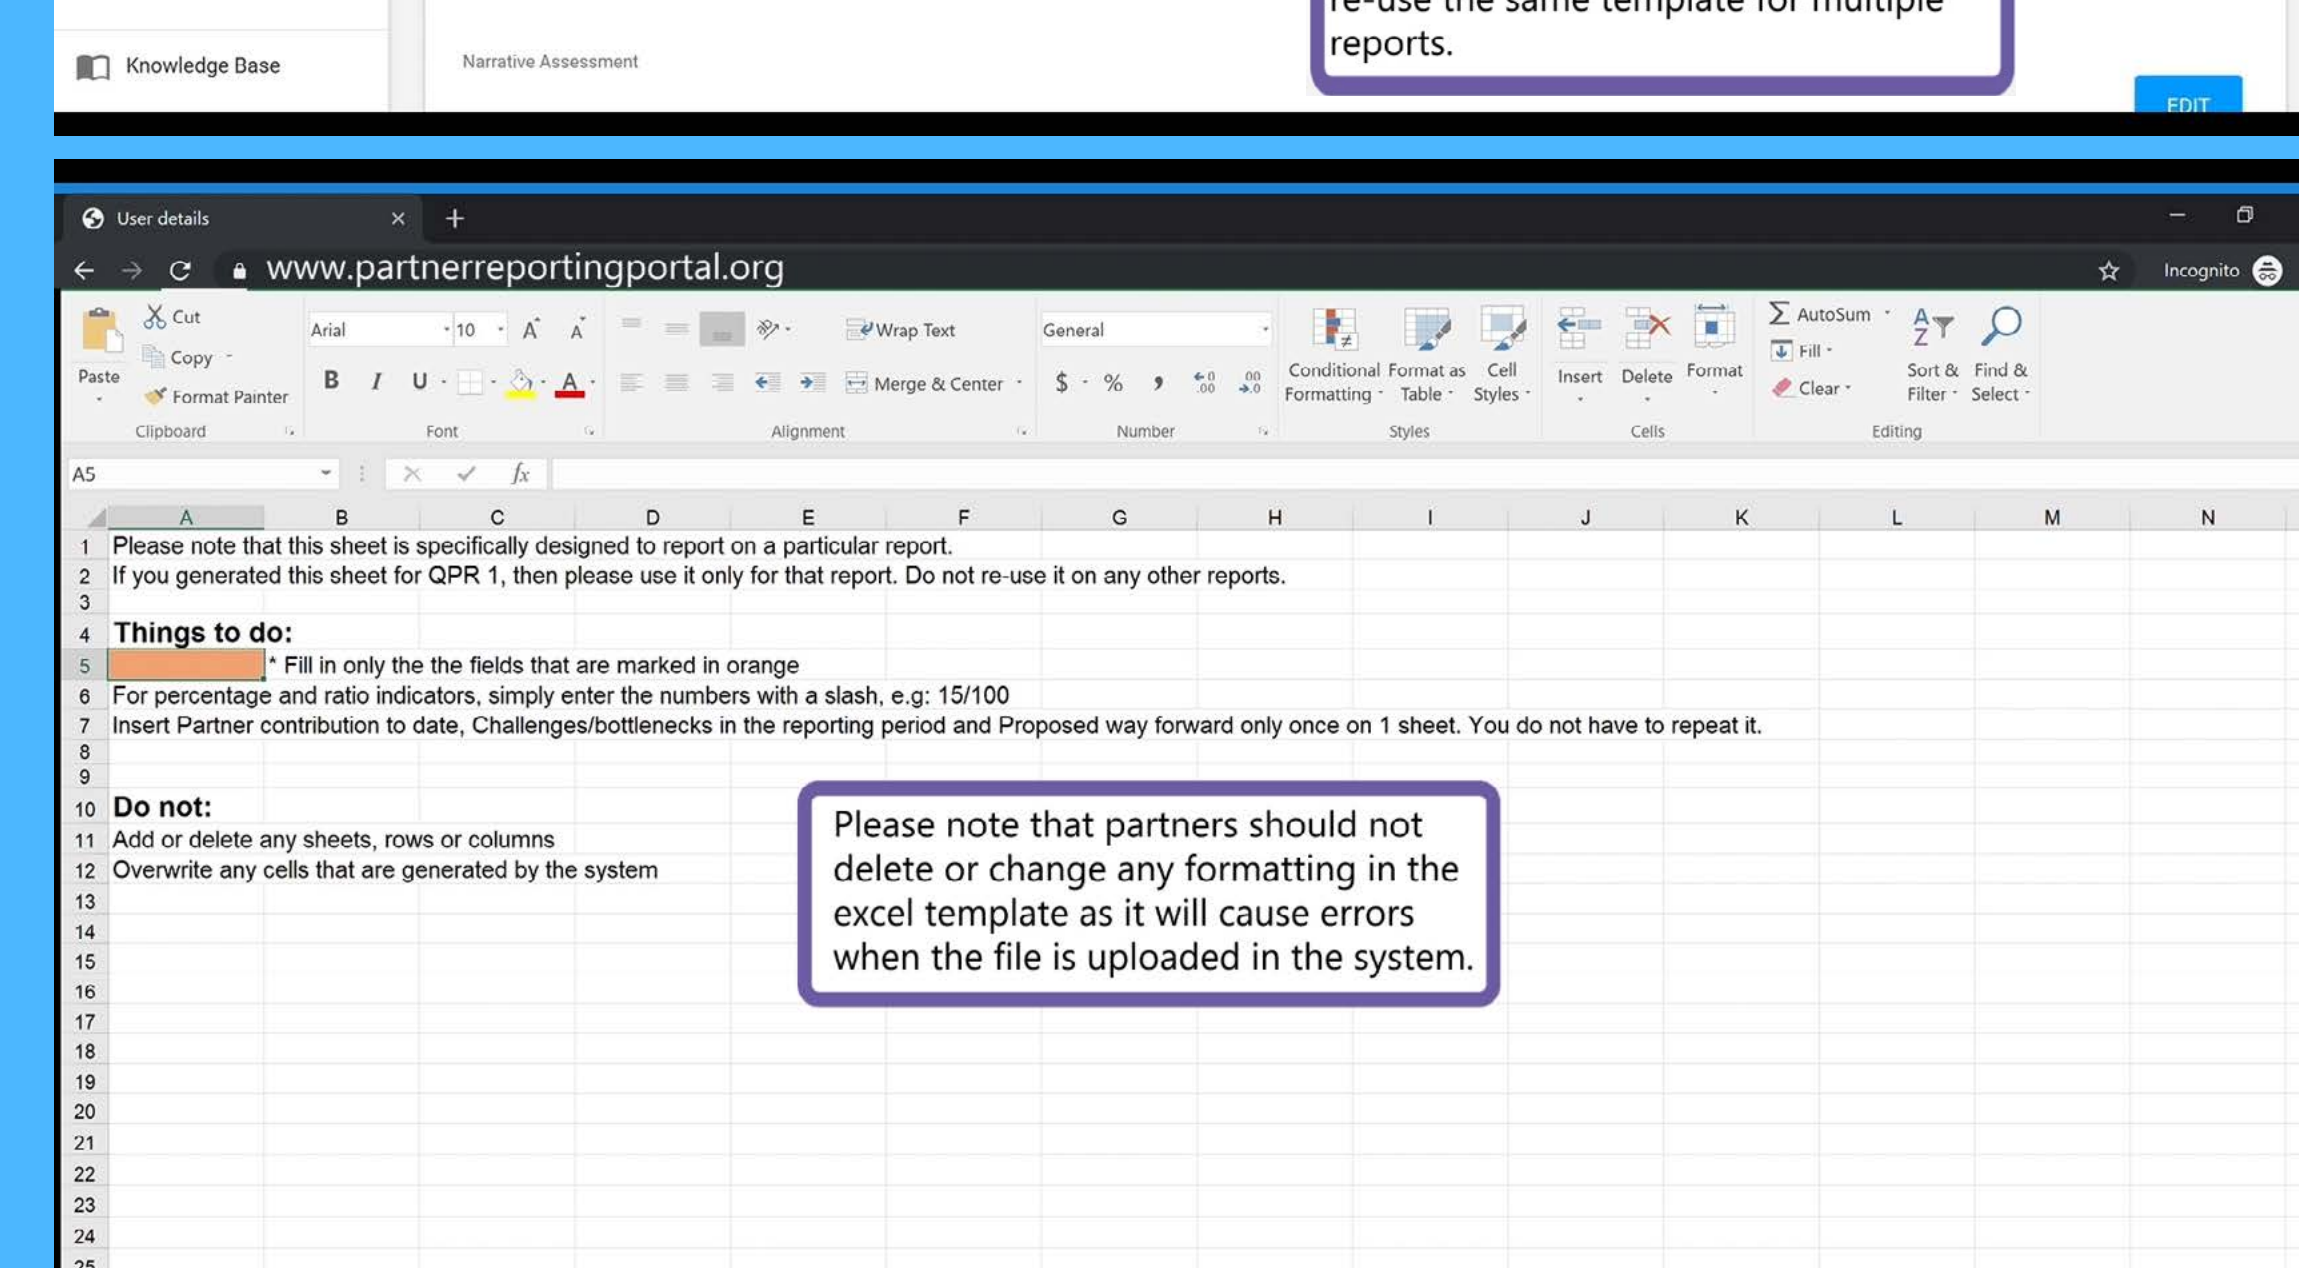 re-use the same template for multiple
reports.
Knowledge Base
Narrative Assessment
EDIT
User details
www.partnerreportingportal.org
Incognito
Cut
Copy
Paste
Format Painter
Clipboard
Arial
10
A A
B I U
A
Font
Wrap Text
Merge & Center
Alignment
General
$ % ,
Number
Conditional Formatting
Format as Table
Cell Styles
Styles
Insert
Delete
Format
Cells
AutoSum
Fill
Clear
Sort & Filter
Find & Select
Editing
A5
fx
A B C D E F G H I J K L M N
1 Please note that this sheet is specifically designed to report on a particular report.
2 If you generated this sheet for QPR 1, then please use it only for that report. Do not re-use it on any other reports.
3
4 Things to do:
5 * Fill in only the the fields that are marked in orange
6 For percentage and ratio indicators, simply enter the numbers with a slash, e.g: 15/100
7 Insert Partner contribution to date, Challenges/bottlenecks in the reporting period and Proposed way forward only once on 1 sheet. You do not have to repeat it.
8
9
10 Do not:
11 Add or delete any sheets, rows or columns
12 Overwrite any cells that are generated by the system
Please note that partners should not
delete or change any formatting in the
excel template as it will cause errors
when the file is uploaded in the system.
13
14
15
16
17
18
19
20
21
22
23
24
25